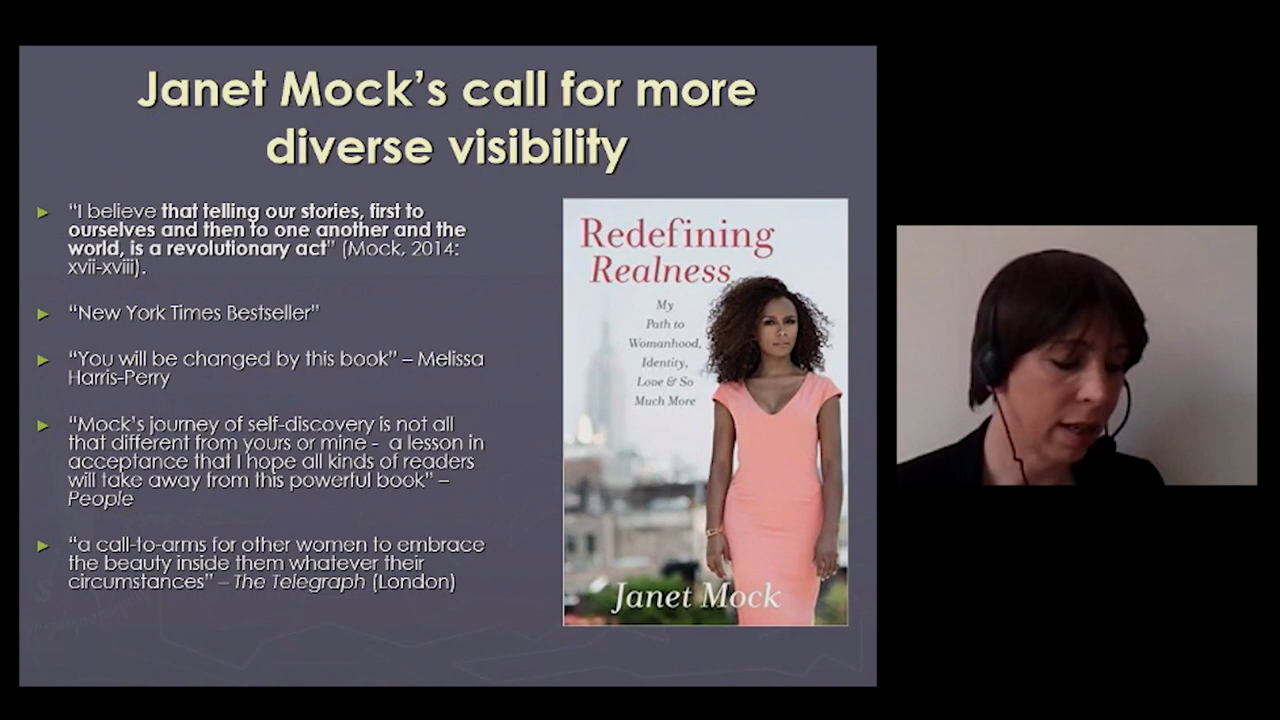 Janet Mock's call for more
diverse visibility
"I believe that telling our stories, first to
ourselves and then to one another and the
world, is a revolutionary act" (Mock, 2014:
xvii-xviii).
"New York Times Bestseller"
"You will be changed by this book" – Melissa
Harris-Perry
"Mock's journey of self-discovery is not all
that different from yours or mine - a lesson in
acceptance that I hope all kinds of readers
will take away from this powerful book" –
People
"a call-to-arms for other women to embrace
the beauty inside them whatever their
circumstances" – The Telegraph (London)
Redefining
Realness
My
Path to
Womanhood,
Identity,
Love & So
Much More
Janet Mock